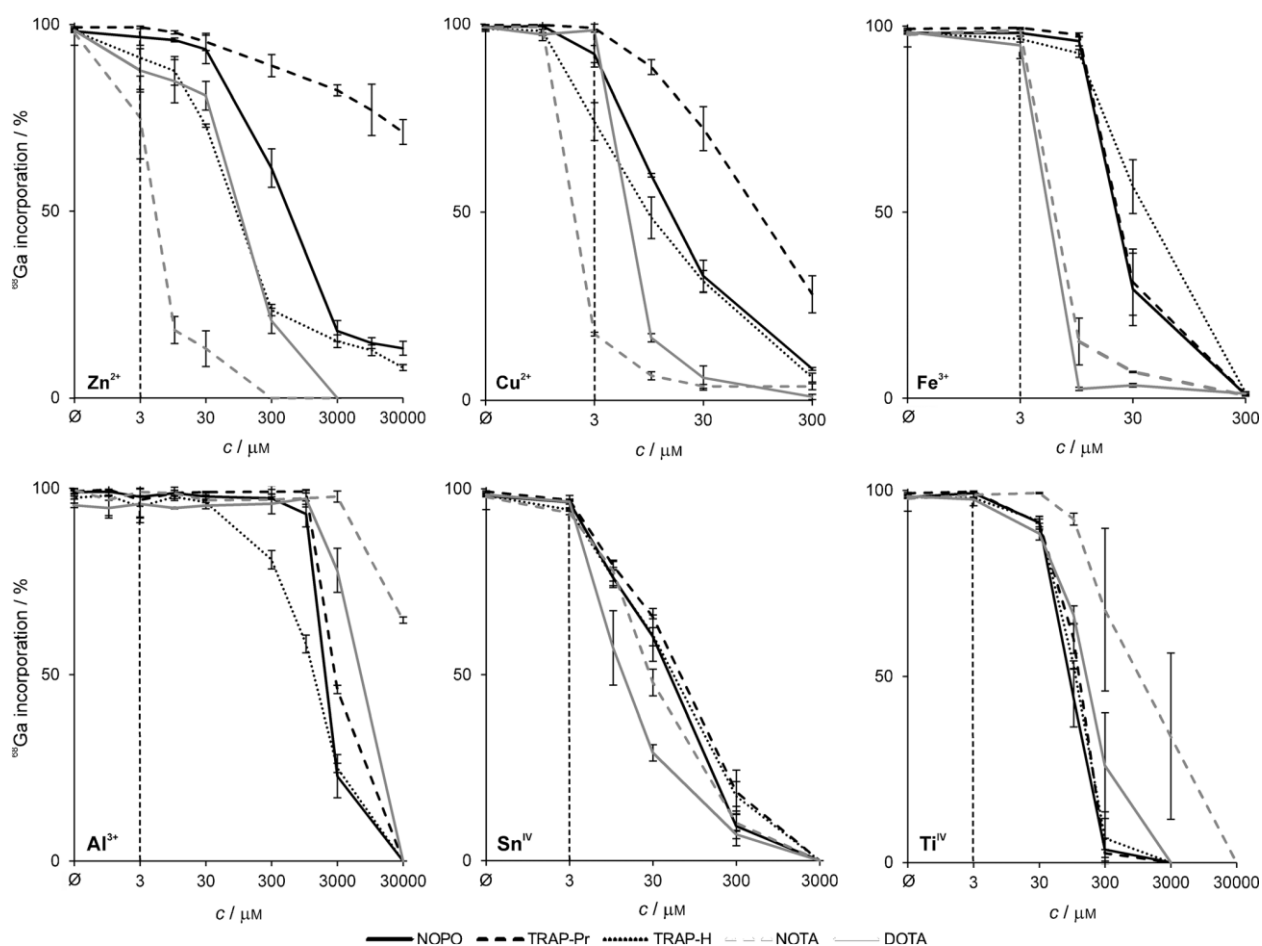 100
50
0
⁶⁸Ga incorporation / %
Zn²⁺
Ø 3 30 300 3000 30000
c / µM
100
50
0
Cu²⁺
Ø 3 30 300
c / µM
100
50
0
Fe³⁺
Ø 3 30 300
c / µM
100
50
0
⁶⁸Ga incorporation / %
Al³⁺
Ø 3 30 300 3000 30000
c / µM
100
50
0
Snᴵⱽ
Ø 3 30 300 3000
c / µM
100
50
0
Tiᴵⱽ
Ø 3 30 300 3000 30000
c / µM
NOPO TRAP-Pr TRAP-H NOTA DOTA